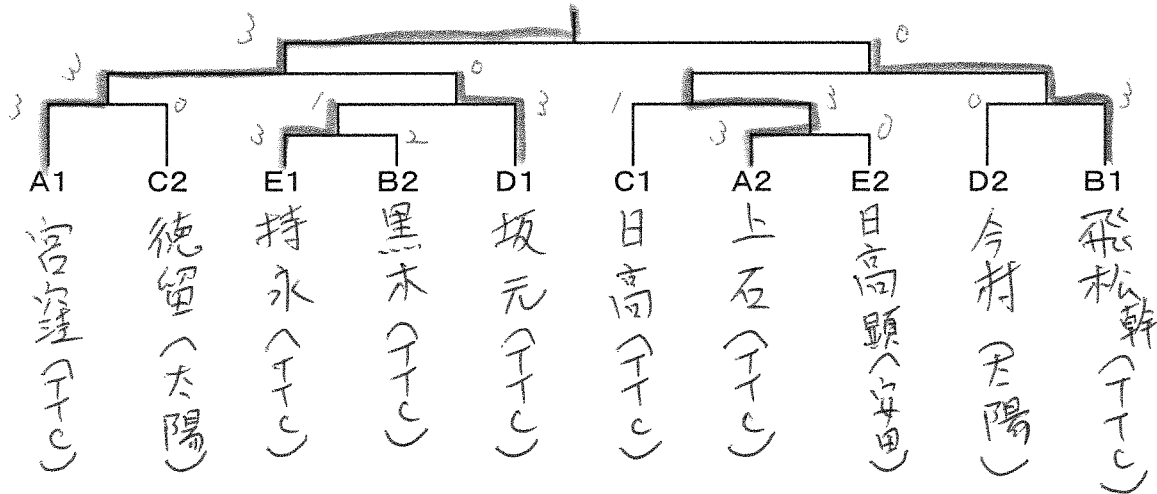 3 0
3 0
3 0 1 3 1 3 0 3
3 2 3 0
A1 C2 E1 B2 D1 C1 A2 E2 D2 B1
宮窪(TTC)
徳留(太陽)
持永(TTC)
黒木(TTC)
坂元(TTC)
日高(TTC)
上石(TTC)
日高顕(安田)
今村(太陽)
飛松幹(TTC)